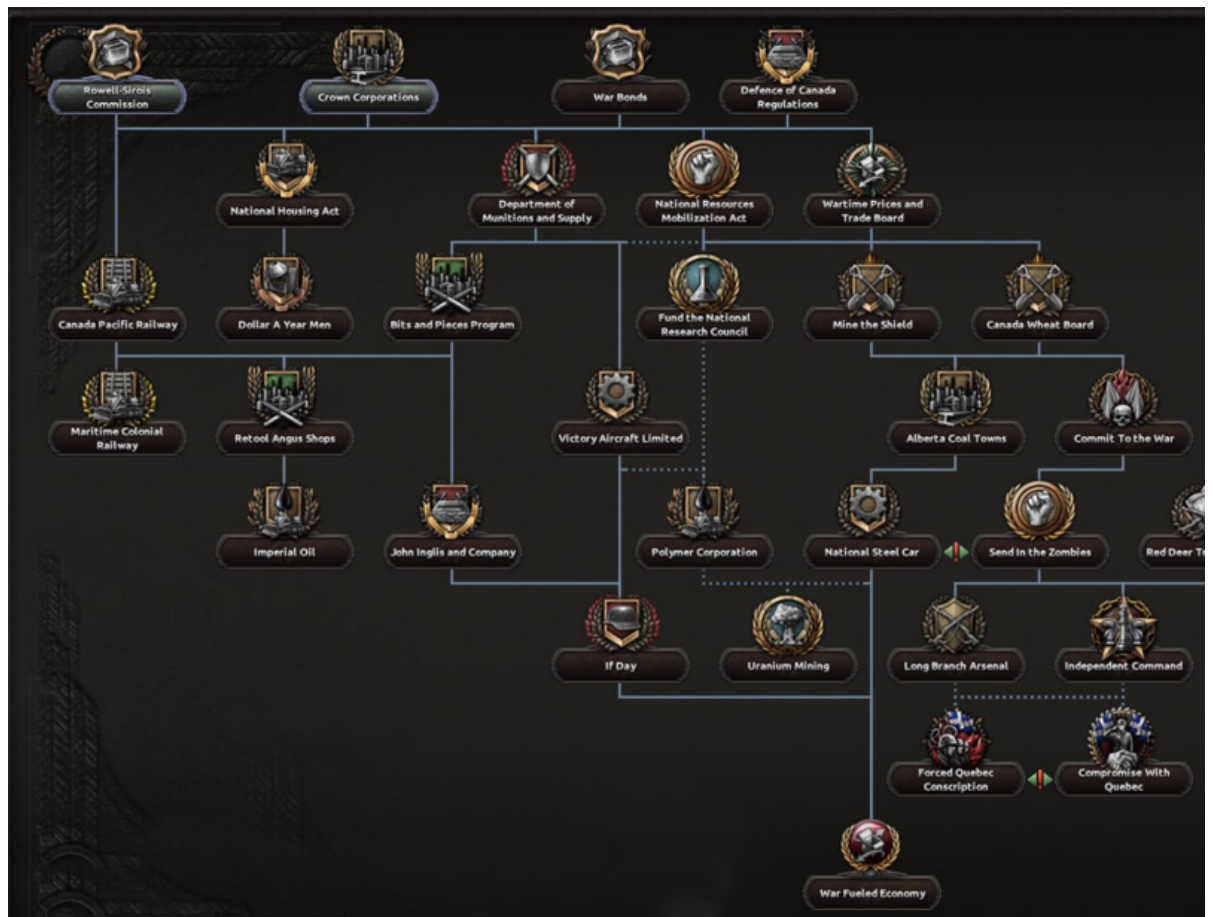 Rowell-Sirois
Commission
Crown Corporations
War Bonds
Defence of Canada
Regulations
National Housing Act
Department of
Munitions and Supply
National Resources
Mobilization Act
Wartime Prices and
Trade Board
Canada Pacific Railway
Dollar A Year Men
Bits and Pieces Program
Fund the National
Research Council
Mine the Shield
Canada Wheat Board
Maritime Colonial
Railway
Retool Angus Shops
Victory Aircraft Limited
Alberta Coal Towns
Commit To the War
Imperial Oil
John Inglis and Company
Polymer Corporation
National Steel Car
Send In the Zombies
Red Deer Tr
If Day
Uranium Mining
Long Branch Arsenal
Independent Command
Forced Quebec
Conscription
Compromise With
Quebec
War Fueled Economy